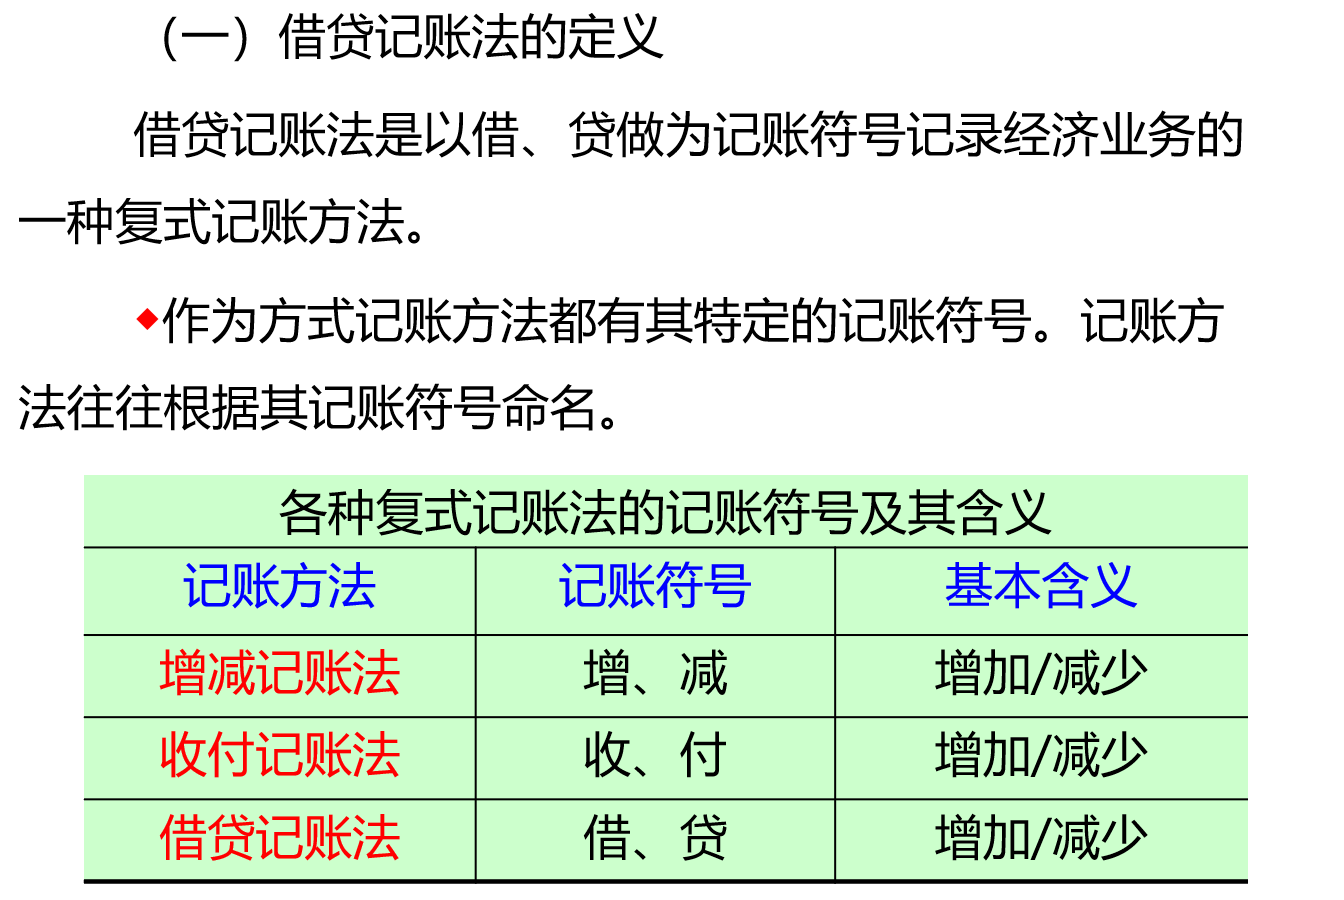 （一）借贷记账法的定义
借贷记账法是以借、贷做为记账符号记录经济业务的
一种复式记账方法。
◆作为方式记账方法都有其特定的记账符号。记账方
法往往根据其记账符号命名。
各种复式记账法的记账符号及其含义
记账方法 记账符号 基本含义
增减记账法 增、减 增加/减少
收付记账法 收、付 增加/减少
借贷记账法 借、贷 增加/减少